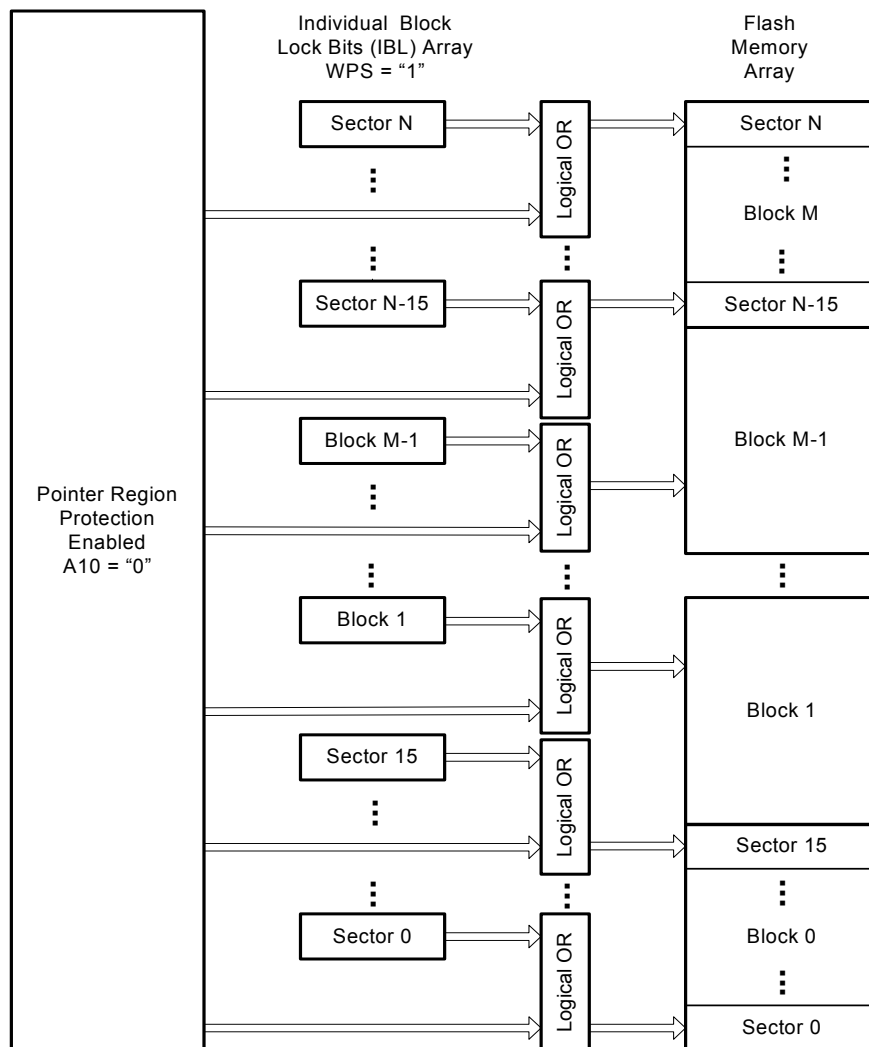 Individual Block
Lock Bits (IBL) Array
WPS = “1”
Flash
Memory
Array
Sector N
Logical OR
Sector N
Block M
Sector N-15
Logical OR
Sector N-15
Block M-1
Logical OR
Block M-1
Pointer Region
Protection
Enabled
A10 = “0”
Block 1
Logical OR
Block 1
Sector 15
Logical OR
Sector 15
Sector 0
Logical OR
Block 0
Sector 0